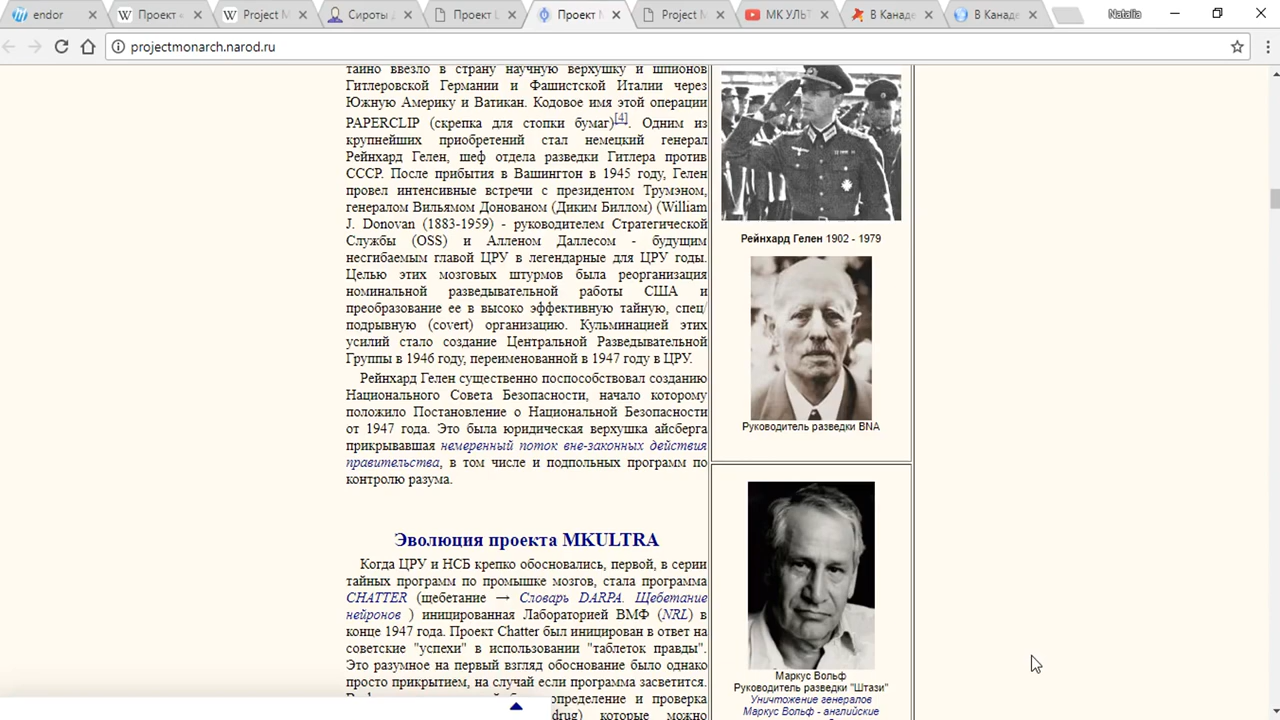 endor
Проект «
Project M
Сироты д
Проект L
Проект M
Project M
МК УЛЬТ
В Канаде
В Канаде
Natalia
projectmonarch.narod.ru
тайно ввезло в страну научную верхушку и шпионов
Гитлеровской Германии и Фашистской Италии через
Южную Америку и Ватикан. Кодовое имя этой операции
PAPERCLIP (скрепка для стопки бумаг)[4]. Одним из
крупнейших приобретений стал немецкий генерал
Рейнхард Гелен, шеф отдела разведки Гитлера против
СССР. После прибытия в Вашингтон в 1945 году, Гелен
провел интенсивные встречи с президентом Трумэном,
генералом Вильямом Донованом (Диким Биллом) (William
J. Donovan (1883-1959) - руководителем Стратегической
Службы (OSS) и Алленом Даллесом - будущим
несгибаемым главой ЦРУ в легендарные для ЦРУ годы.
Целью этих мозговых штурмов была реорганизация
номинальной разведывательной работы США и
преобразование ее в высоко эффективную тайную, спец/
подрывную (covert) организацию. Кульминацией этих
усилий стало создание Центральной Разведывательной
Группы в 1946 году, переименованной в 1947 году в ЦРУ.
Рейнхард Гелен существенно поспособствовал созданию
Национального Совета Безопасности, начало которому
положило Постановление о Национальной Безопасности
от 1947 года. Это была юридическая верхушка айсберга
прикрывавшая немеренный поток вне-законных действия
правительства, в том числе и подпольных программ по
контролю разума.
Эволюция проекта MKULTRA
Когда ЦРУ и НСБ крепко обосновались, первой, в серии
тайных программ по промышке мозгов, стала программа
CHATTER (щебетание → Словарь DARPA. Щебетание
нейронов ) инициированная Лабораторией ВМФ (NRL) в
конце 1947 года. Проект Chatter был инициирован в ответ на
советские "успехи" в использовании "таблеток правды".
Это разумное на первый взгляд обоснование было однако
просто прикрытием, на случай если программа засветится.
определение и проверка
drug) которые можно
Рейнхард Гелен 1902 - 1979
Руководитель разведки BNA
Маркус Вольф
Руководитель разведки "Штази"
Уничтожение генералов
Маркус Вольф - английские